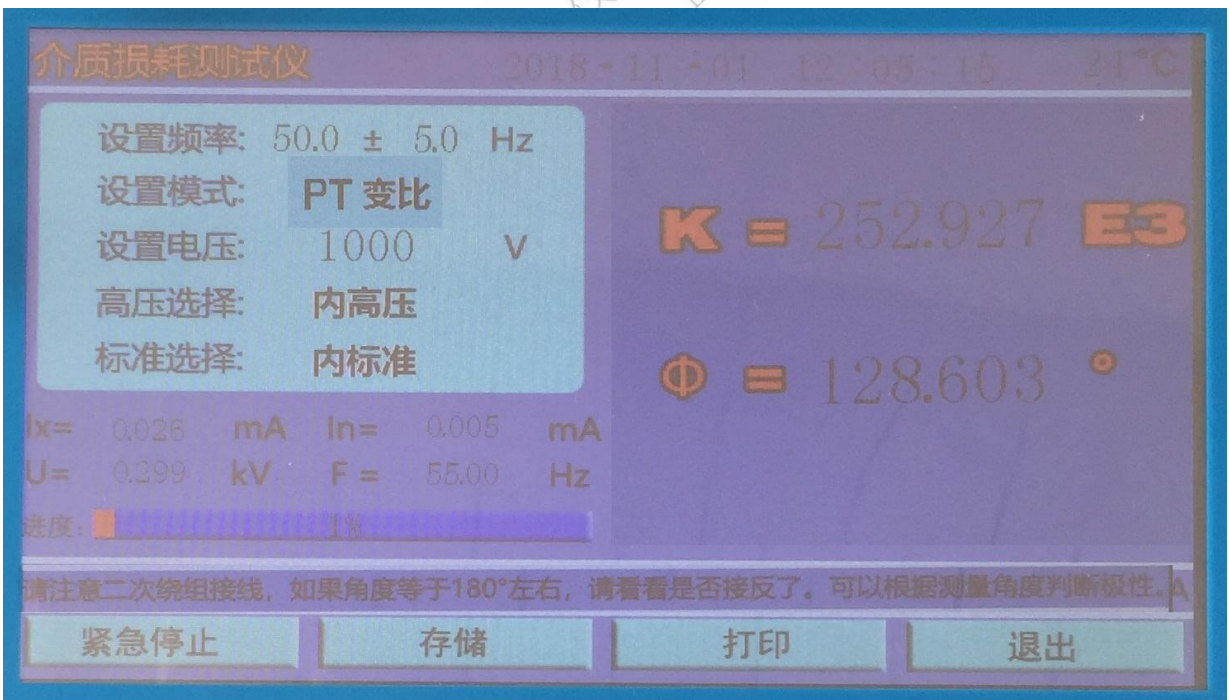 介质损耗测试仪 2018-11-01 12:08:15 24°C
设置频率: 50.0 ± 5.0 Hz
设置模式: PT 变比
设置电压: 1000 V
高压选择: 内高压
标准选择: 内标准
K = 252.927 E3
Φ = 128.603 °
Ix= 0.026 mA In= 0.005 mA
U= 0.299 kV F = 55.00 Hz
进度: 1%
请注意二次绕组接线, 如果角度等于180°左右, 请看看是否接反了。可以根据测量角度判断极性。
紧急停止 存储 打印 退出